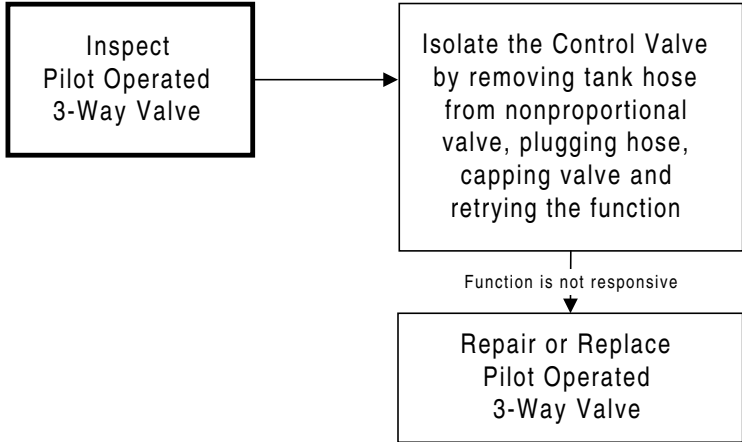 Inspect
Pilot Operated
3-Way Valve
Isolate the Control Valve
by removing tank hose
from nonproportional
valve, plugging hose,
capping valve and
retrying the function
Function is not responsive
Repair or Replace
Pilot Operated
3-Way Valve